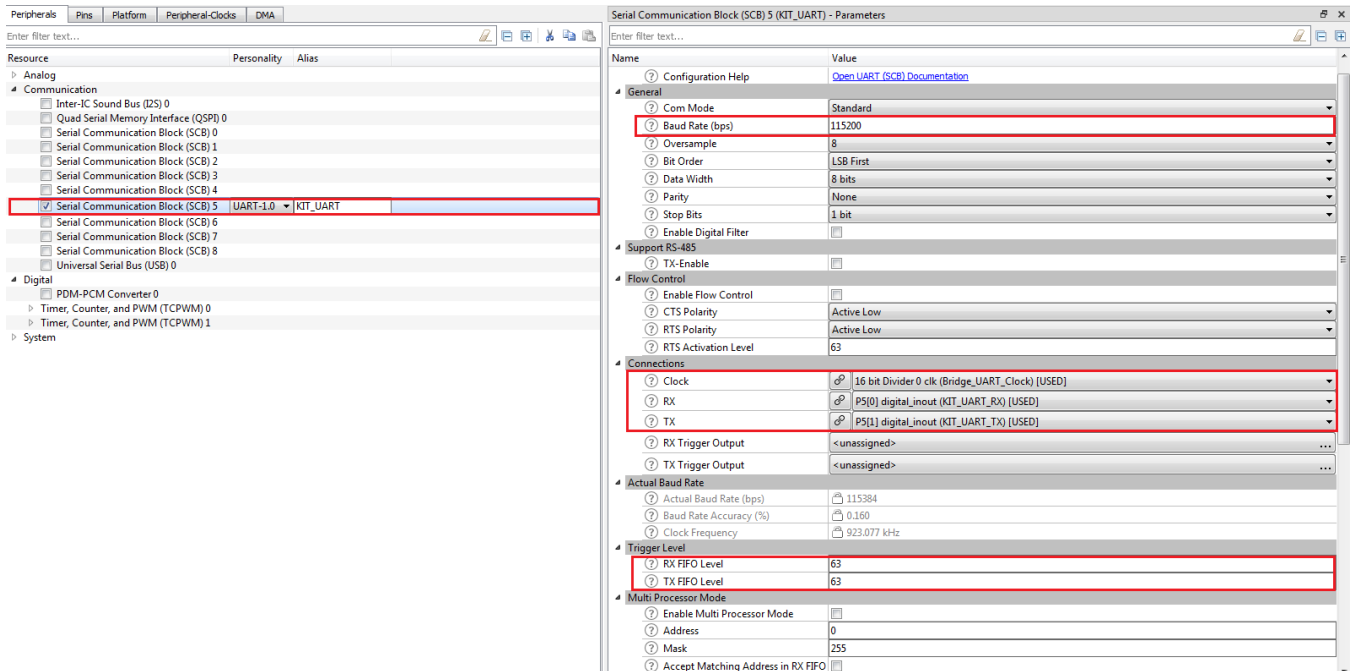 Peripherals Pins Platform Peripheral-Clocks DMA
Enter filter text...
Resource Personality Alias
Analog
Communication
Inter-IC Sound Bus (I2S) 0
Quad Serial Memory Interface (QSPI) 0
Serial Communication Block (SCB) 0
Serial Communication Block (SCB) 1
Serial Communication Block (SCB) 2
Serial Communication Block (SCB) 3
Serial Communication Block (SCB) 4
Serial Communication Block (SCB) 5 UART-1.0 KIT_UART
Serial Communication Block (SCB) 6
Serial Communication Block (SCB) 7
Serial Communication Block (SCB) 8
Universal Serial Bus (USB) 0
Digital
PDM-PCM Converter 0
Timer, Counter, and PWM (TCPWM) 0
Timer, Counter, and PWM (TCPWM) 1
System
Serial Communication Block (SCB) 5 (KIT_UART) - Parameters
Enter filter text...
Name Value
Configuration Help Open UART (SCB) Documentation
General
Com Mode Standard
Baud Rate (bps) 115200
Oversample 8
Bit Order LSB First
Data Width 8 bits
Parity None
Stop Bits 1 bit
Enable Digital Filter
Support RS-485
TX-Enable
Flow Control
Enable Flow Control
CTS Polarity Active Low
RTS Polarity Active Low
RTS Activation Level 63
Connections
Clock 16 bit Divider 0 clk (Bridge_UART_Clock) [USED]
RX P5[0] digital_inout (KIT_UART_RX) [USED]
TX P5[1] digital_inout (KIT_UART_TX) [USED]
RX Trigger Output <unassigned> ...
TX Trigger Output <unassigned> ...
Actual Baud Rate
Actual Baud Rate (bps) 115384
Baud Rate Accuracy (%) 0.160
Clock Frequency 923.077 kHz
Trigger Level
RX FIFO Level 63
TX FIFO Level 63
Multi Processor Mode
Enable Multi Processor Mode
Address 0
Mask 255
Accept Matching Address in RX FIFO